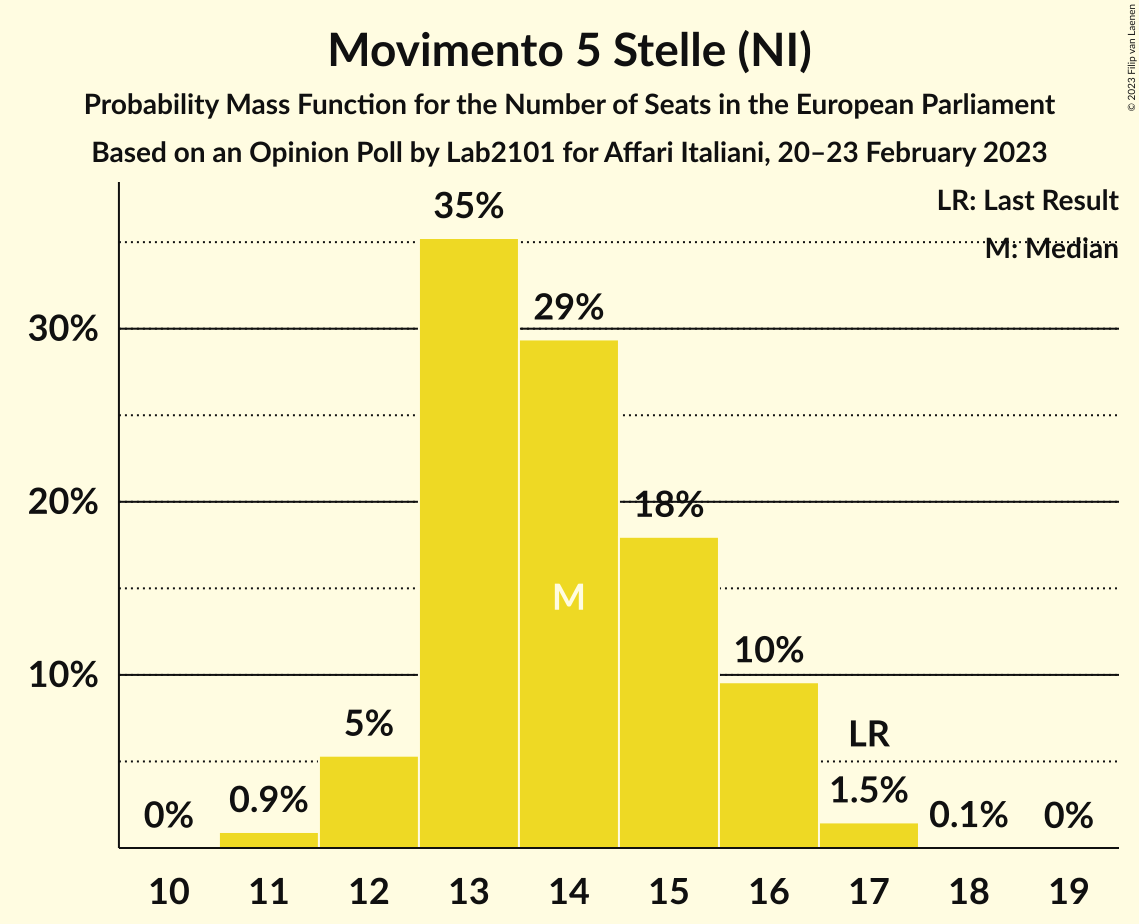 Movimento 5 Stelle (NI)
Probability Mass Function for the Number of Seats in the European Parliament
Based on an Opinion Poll by Lab2101 for Affari Italiani, 20–23 February 2023
© 2023 Filip van Laenen
LR: Last Result
M: Median
35%
29%
30%
18%
20%
M
10%
10%
LR
5%
1.5%
0.9%
0%
0.1%
0%
10 11 12 13 14 15 16 17 18 19